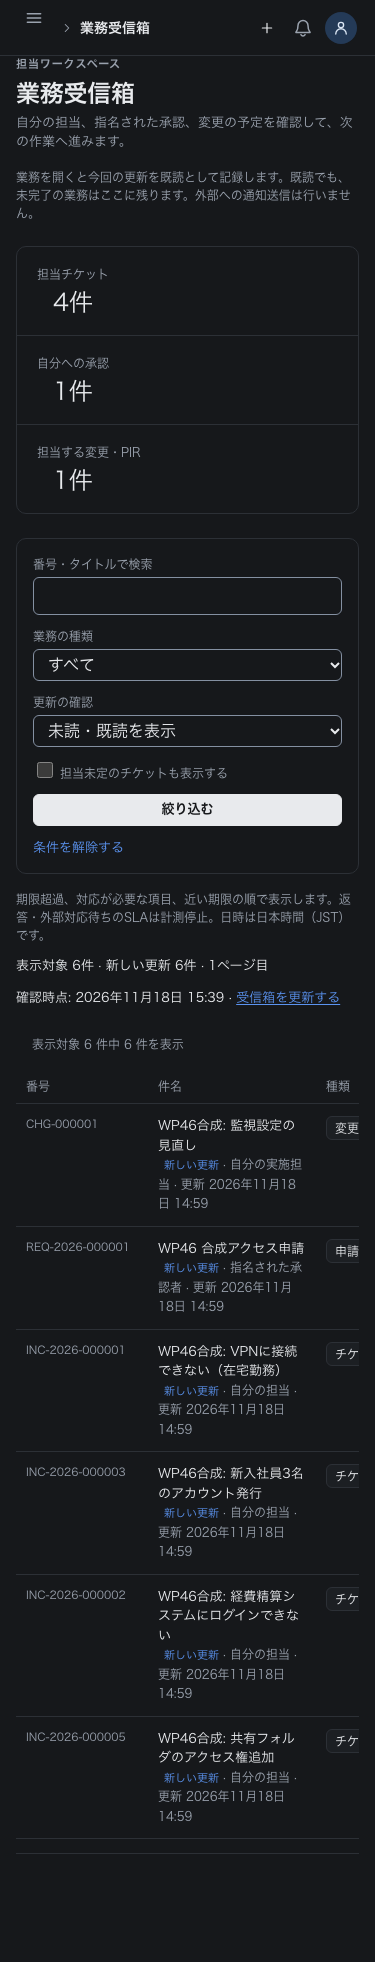 業務受信箱
担当ワークスペース
業務受信箱
自分の担当、指名された承認、変更の予定を確認して、次
の作業へ進みます。
業務を開くと今回の更新を既読として記録します。既読でも、
未完了の業務はここに残ります。外部への通知送信は行いませ
ん。
担当チケット
4件
自分への承認
1件
担当する変更・PIR
1件
番号・タイトルで検索
業務の種類
すべて
更新の確認
未読・既読を表示
担当未定のチケットも表示する
絞り込む
条件を解除する
期限超過、対応が必要な項目、近い期限の順で表示します。返
答・外部対応待ちのSLAは計測停止。日時は日本時間（JST）
です。
表示対象 6件 · 新しい更新 6件 · 1ページ目
確認時点: 2026年11月18日 15:39 · 受信箱を更新する
表示対象 6 件中 6 件を表示
番号 件名 種類
CHG-000001 WP46合成: 監視設定の 変更
見直し
新しい更新 · 自分の実施担
当 · 更新 2026年11月18
日 14:59
REQ-2026-000001 WP46 合成アクセス申請 申請
新しい更新 · 指名された承
認者 · 更新 2026年11月
18日 14:59
INC-2026-000001 WP46合成: VPNに接続 チケ
できない（在宅勤務）
新しい更新 · 自分の担当 ·
更新 2026年11月18日
14:59
INC-2026-000003 WP46合成: 新入社員3名 チケ
のアカウント発行
新しい更新 · 自分の担当 ·
更新 2026年11月18日
14:59
INC-2026-000002 WP46合成: 経費精算シ チケ
ステムにログインできな
い
新しい更新 · 自分の担当 ·
更新 2026年11月18日
14:59
INC-2026-000005 WP46合成: 共有フォル チケ
ダのアクセス権追加
新しい更新 · 自分の担当 ·
更新 2026年11月18日
14:59